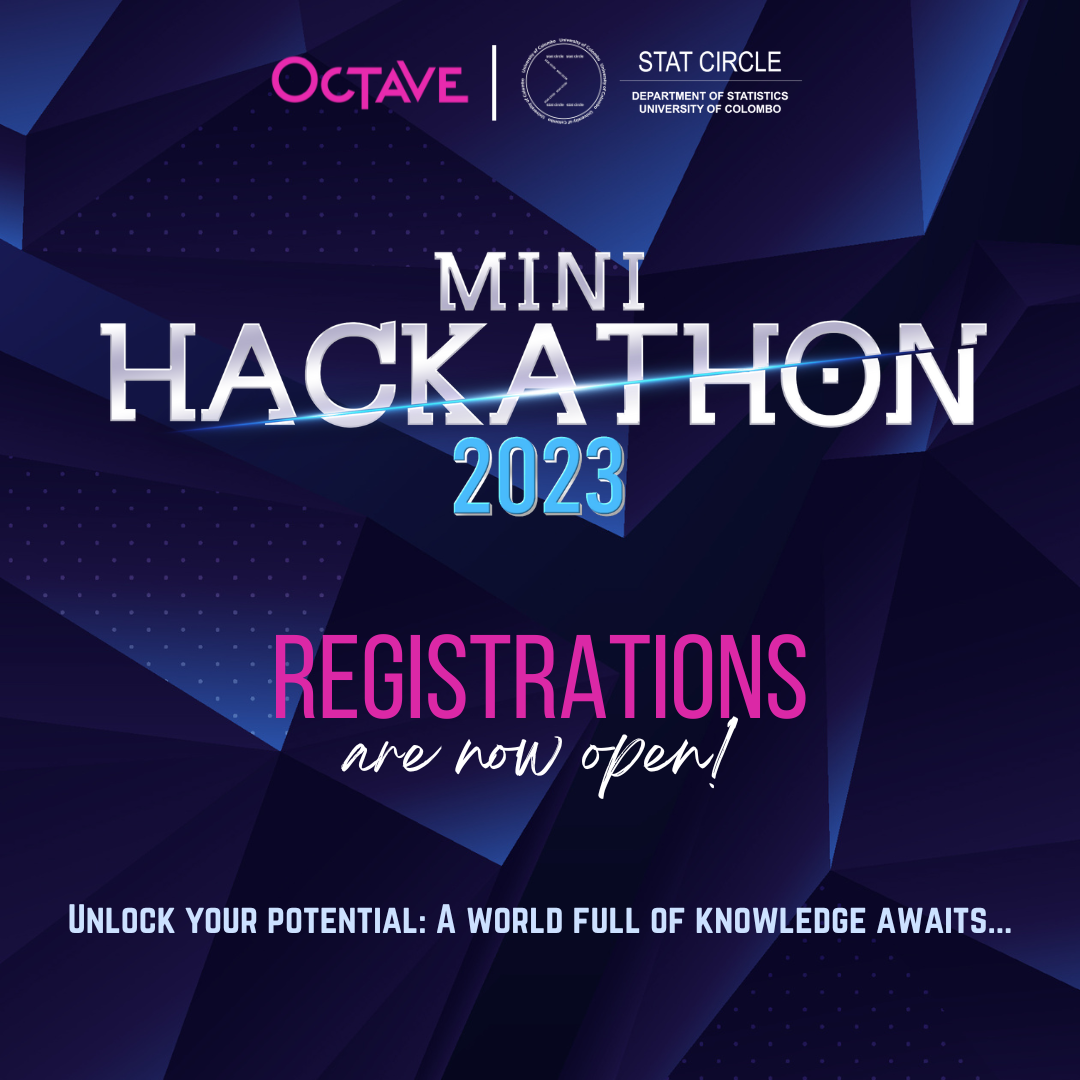 OCTAVE
STAT CIRCLE
DEPARTMENT OF STATISTICS
UNIVERSITY OF COLOMBO
MINI
HACKATHON
2023
REGISTRATIONS
are now open!
UNLOCK YOUR POTENTIAL: A WORLD FULL OF KNOWLEDGE AWAITS...